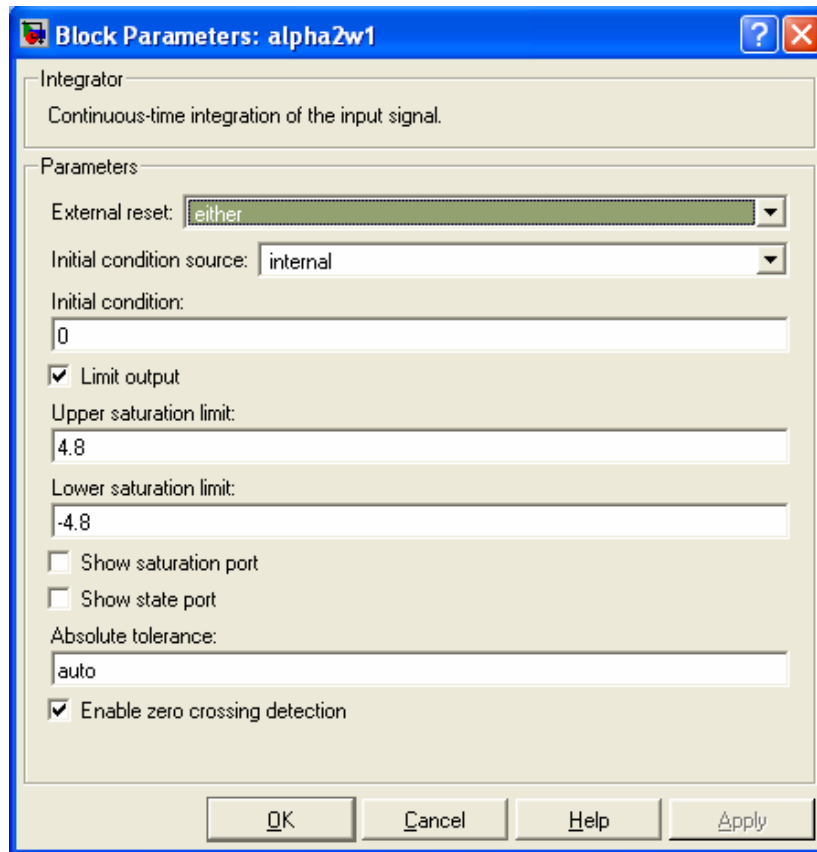 Block Parameters: alpha2w1
Integrator
Continuous-time integration of the input signal.
Parameters
External reset: either
Initial condition source: internal
Initial condition:
0
Limit output
Upper saturation limit:
4.8
Lower saturation limit:
-4.8
Show saturation port
Show state port
Absolute tolerance:
auto
Enable zero crossing detection
OK Cancel Help Apply